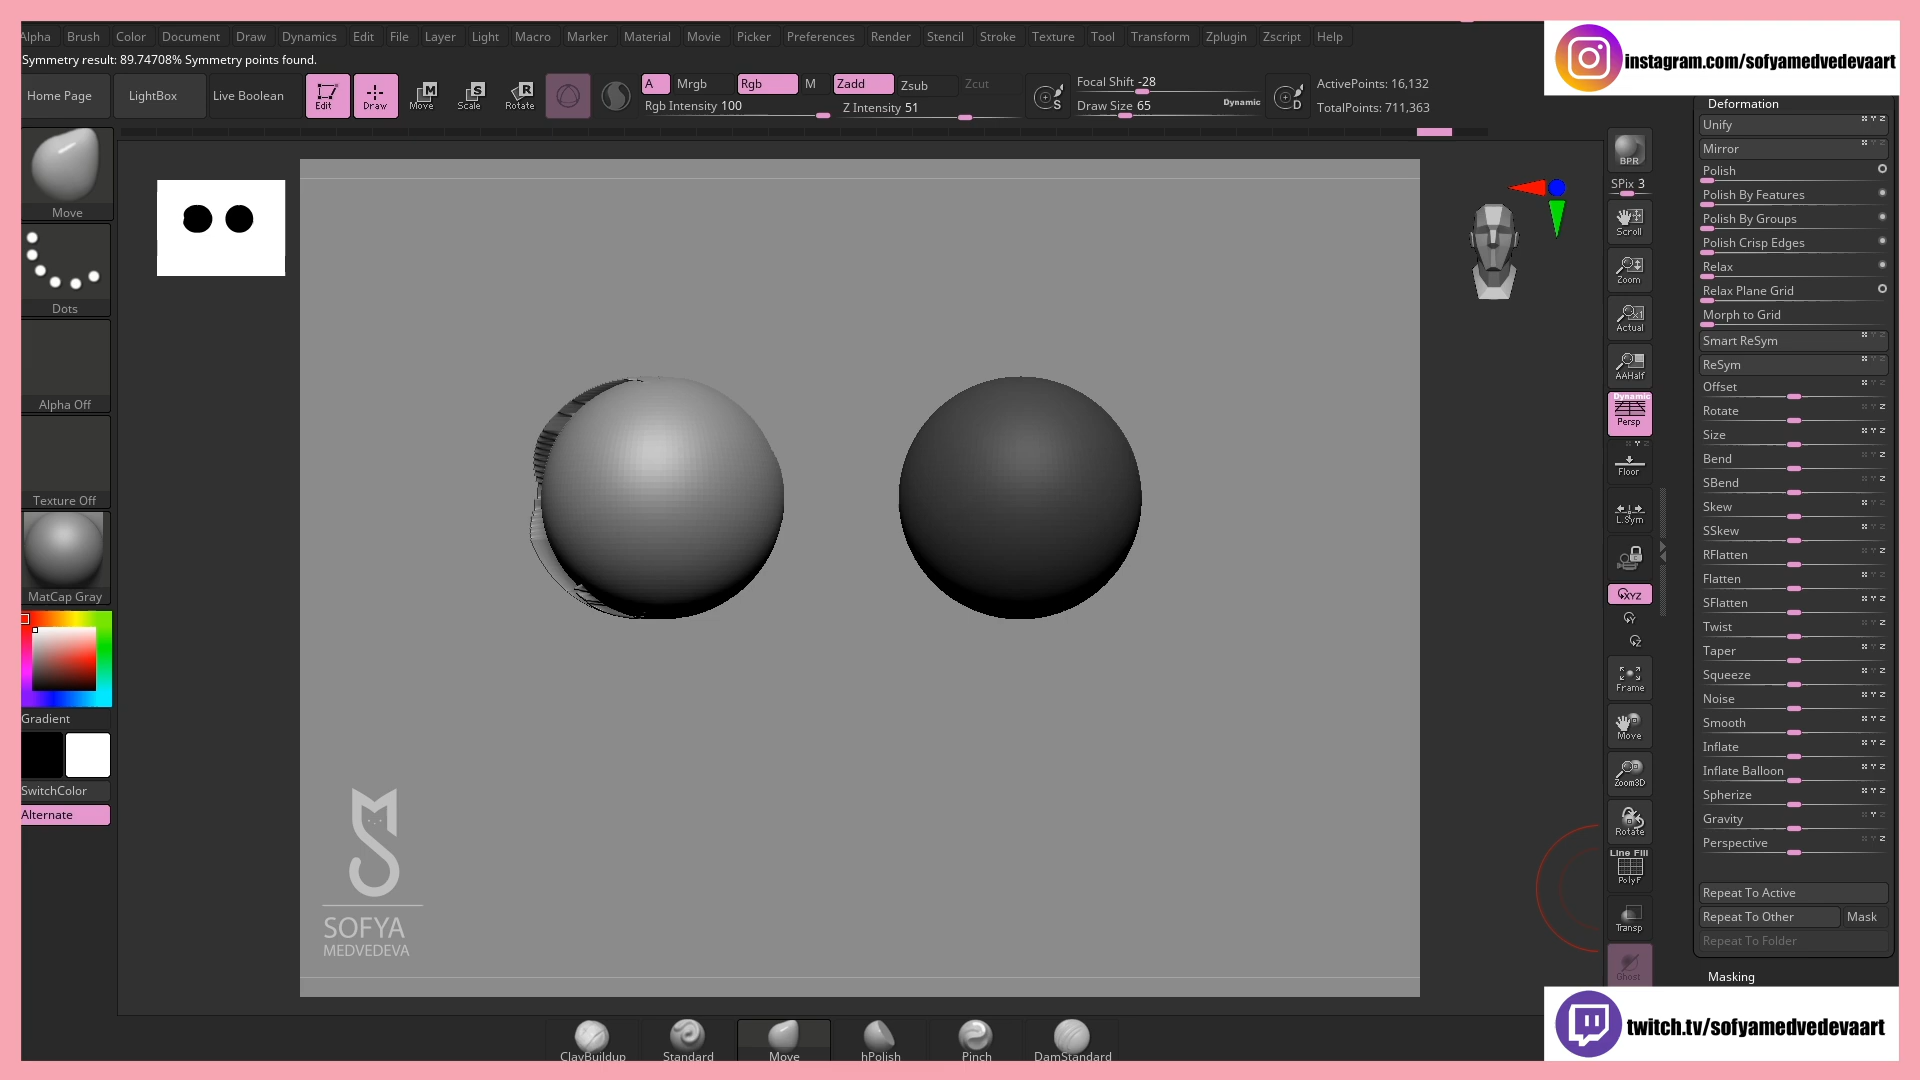 Alpha Brush Color Document Draw Dynamics Edit File Layer Light Macro Marker Material Movie Picker Preferences Render Stencil Stroke Texture Tool Transform Zplugin Zscript Help
Symmetry result: 89.74708% Symmetry points found.
instagram.com/sofyamedvedevaart
Home Page
LightBox
Live Boolean
Edit
Draw
Move
Scale
Rotate
A
Mrgb
Rgb
M
Zadd
Zsub
Zcut
Rgb Intensity 100
Z Intensity 51
S
Focal Shift -28
Draw Size 65
Dynamic
D
ActivePoints: 16,132
TotalPoints: 711,363
Move
Dots
Alpha Off
Texture Off
MatCap Gray
Gradient
SwitchColor
Alternate
SOFYA
MEDVEDEVA
BPR
SPix 3
Scroll
Zoom
Actual
AAHalf
Dynamic
Persp
Floor
L.Sym
XYZ
Y
Z
Frame
Move
Zoom3D
Rotate
Line Fill
PolyF
Transp
Ghost
Deformation
Unify
Mirror
Polish
Polish By Features
Polish By Groups
Polish Crisp Edges
Relax
Relax Plane Grid
Morph to Grid
Smart ReSym
ReSym
Offset
Rotate
Size
Bend
SBend
Skew
SSkew
RFlatten
Flatten
SFlatten
Twist
Taper
Squeeze
Noise
Smooth
Inflate
Inflate Balloon
Spherize
Gravity
Perspective
Repeat To Active
Repeat To Other Mask
Repeat To Folder
Masking
twitch.tv/sofyamedvedevaart
ClayBuildup
Standard
Move
hPolish
Pinch
DamStandard